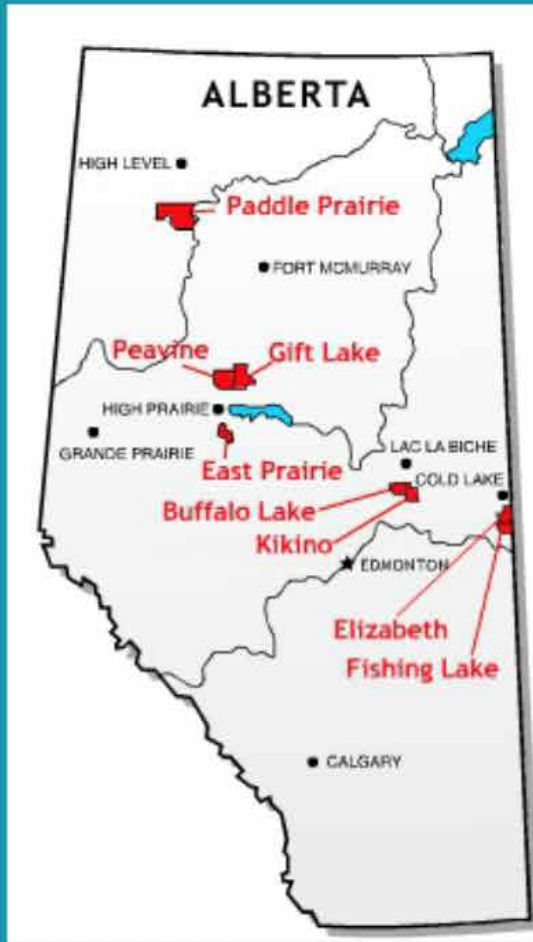 ALBERTA
HIGH LEVEL
Paddle Prairie
FORT MCMURRAY
Peavine
Gift Lake
HIGH PRAIRIE
GRANDE PRAIRIE
East Prairie
LAC LA BICHE
COLD LAKE
Buffalo Lake
Kikino
EDMONTON
Elizabeth
Fishing Lake
CALGARY